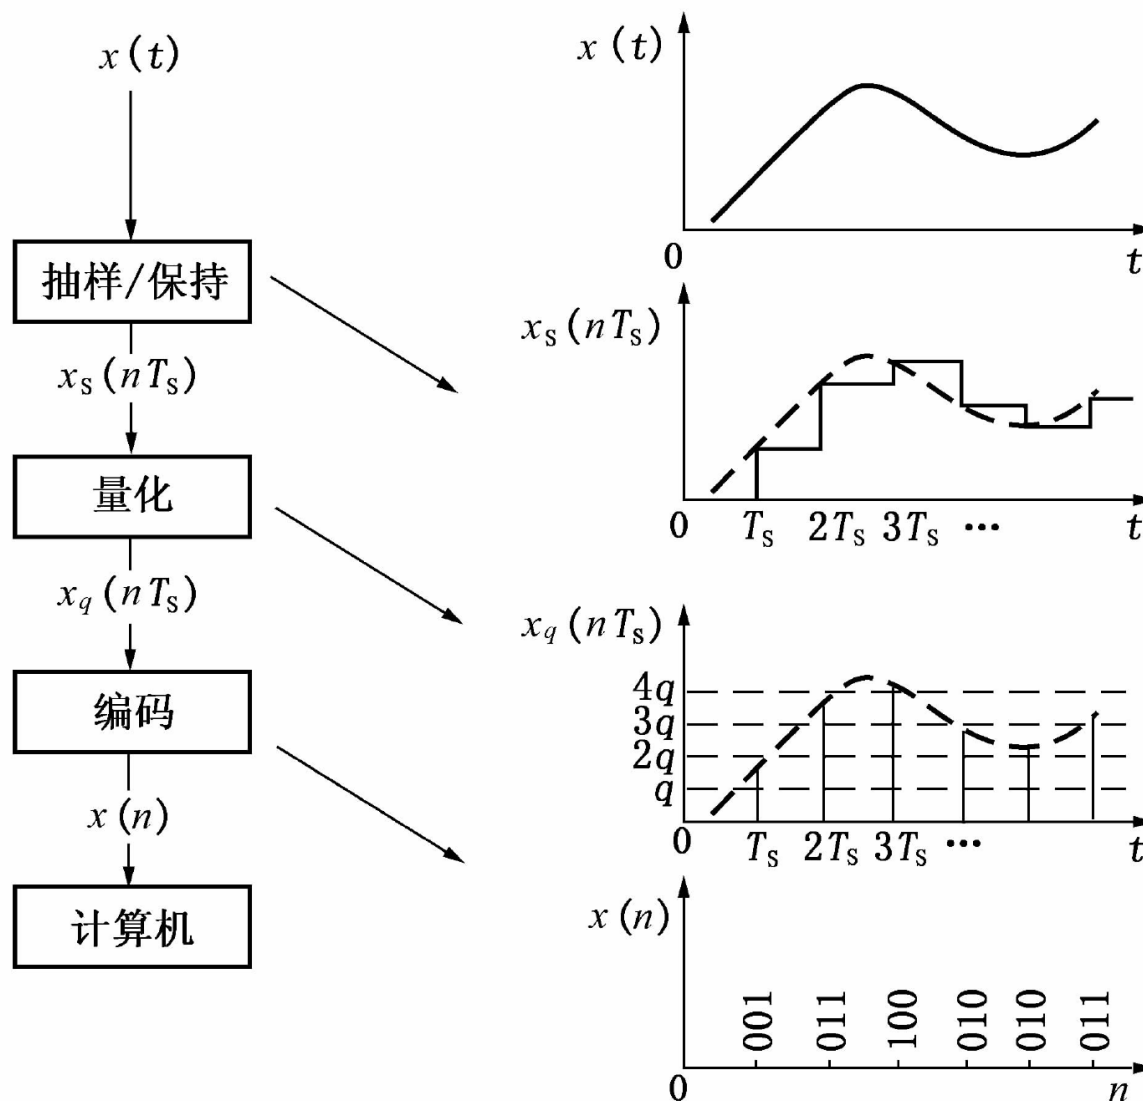 x(t)
抽样/保持
x_S(nT_S)
量化
x_q(nT_S)
编码
x(n)
计算机
x(t)
0
t
x_S(nT_S)
0
T_S 2T_S 3T_S …
t
x_q(nT_S)
4q
3q
2q
q
0
T_S 2T_S 3T_S …
t
x(n)
001 011 100 010 010 011
0
n